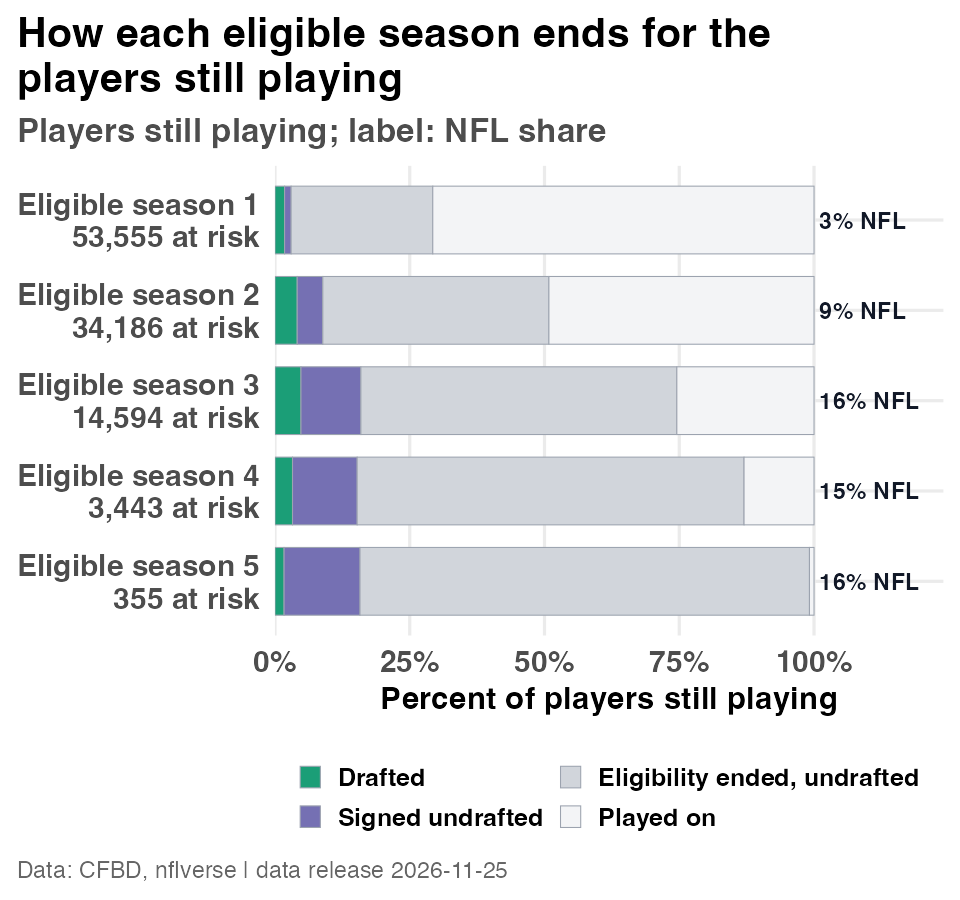 How each eligible season ends for the
players still playing
Players still playing; label: NFL share
Eligible season 1
53,555 at risk
3% NFL
Eligible season 2
34,186 at risk
9% NFL
Eligible season 3
14,594 at risk
16% NFL
Eligible season 4
3,443 at risk
15% NFL
Eligible season 5
355 at risk
16% NFL
0% 25% 50% 75% 100%
Percent of players still playing
Drafted
Eligibility ended, undrafted
Signed undrafted
Played on
Data: CFBD, nflverse | data release 2026-11-25